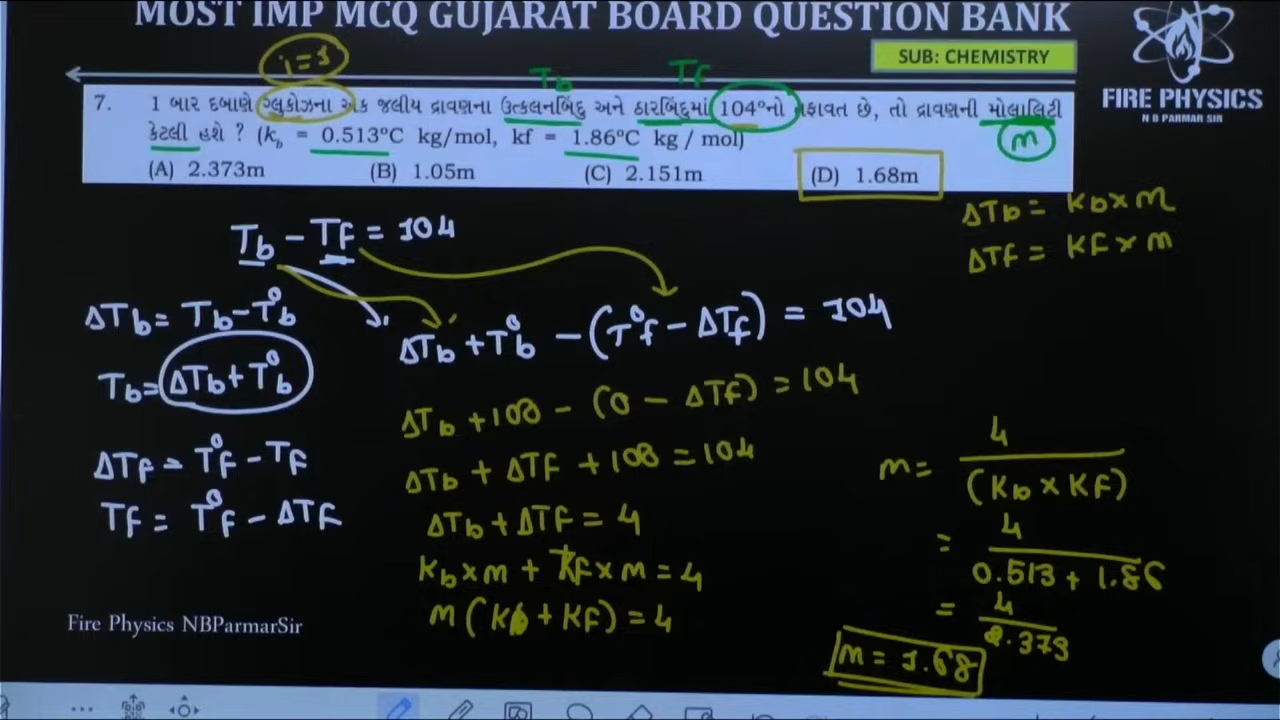 MOST IMP MCQ GUJARAT BOARD QUESTION BANK
SUB: CHEMISTRY
FIRE PHYSICS
N B PARMAR SIR
i=1
Tb
Tf
7. 1 બાર દબાણે ગ્લુકોઝના એક જલીય દ્રાવણના ઉત્કલનબિંદુ અને ઠારબિંદુમાં 104°નો તફાવત છે, તો દ્રાવણની મોલાલિટી
કેટલી હશે ? (k_b = 0.513°C kg/mol, kf = 1.86°C kg / mol)
m
(A) 2.373m (B) 1.05m (C) 2.151m (D) 1.68m
ΔTb = Kb×m
ΔTf = Kf×m
Tb – Tf = 104
ΔTb = Tb – T°b
Tb = ΔTb + T°b
ΔTf = T°f – Tf
Tf = T°f – ΔTf
ΔTb + T°b – (T°f – ΔTf) = 104
ΔTb + 100 – (0 – ΔTf) = 104
ΔTb + ΔTf + 100 = 104
ΔTb + ΔTf = 4
Kb×m + Kf×m = 4
m (Kb + Kf) = 4
m = 4
(Kb × Kf)
= 4
0.513 + 1.86
= 4
2.373
m = 1.68
Fire Physics NBParmarSir